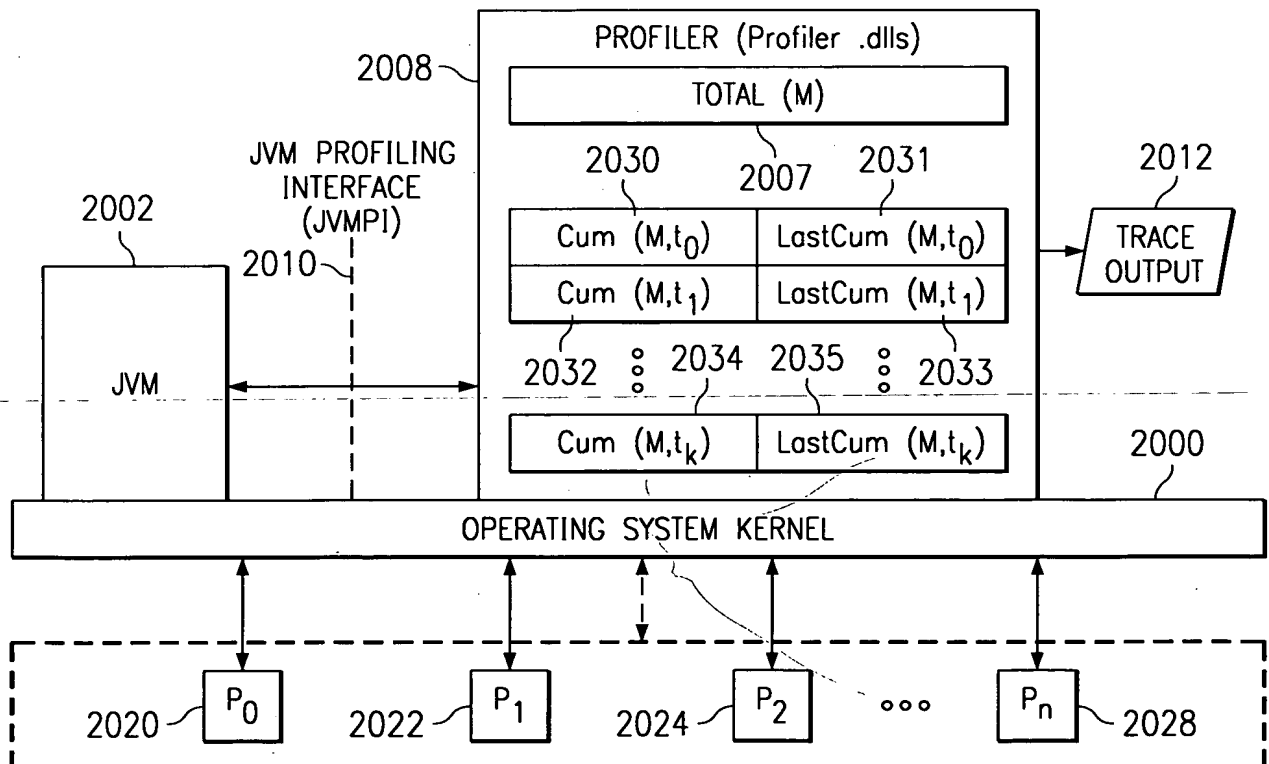 PROFILER (Profiler .dlls)
2008
TOTAL (M)
JVM PROFILING
INTERFACE
(JVMPI)
2030
2007
2031
2012
2002
2010
Cum (M,t0)
LastCum (M,t0)
TRACE
OUTPUT
Cum (M,t1)
LastCum (M,t1)
2032
2034
2035
2033
JVM
Cum (M,tk)
LastCum (M,tk)
2000
OPERATING SYSTEM KERNEL
P0
P1
P2
Pn
2020
2022
2024
2028